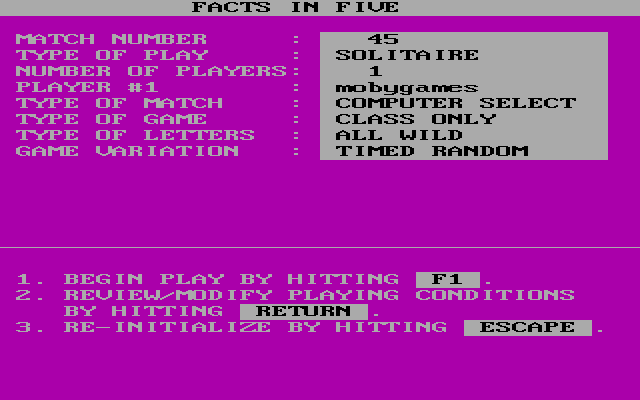 FACTS IN FIVE
MATCH NUMBER : 45
TYPE OF PLAY : SOLITAIRE
NUMBER OF PLAYERS: 1
PLAYER #1 : mobygames
TYPE OF MATCH : COMPUTER SELECT
TYPE OF GAME : CLASS ONLY
TYPE OF LETTERS : ALL WILD
GAME VARIATION : TIMED RANDOM
1. BEGIN PLAY BY HITTING F1 .
2. REVIEW/MODIFY PLAYING CONDITIONS
BY HITTING RETURN .
3. RE-INITIALIZE BY HITTING ESCAPE .